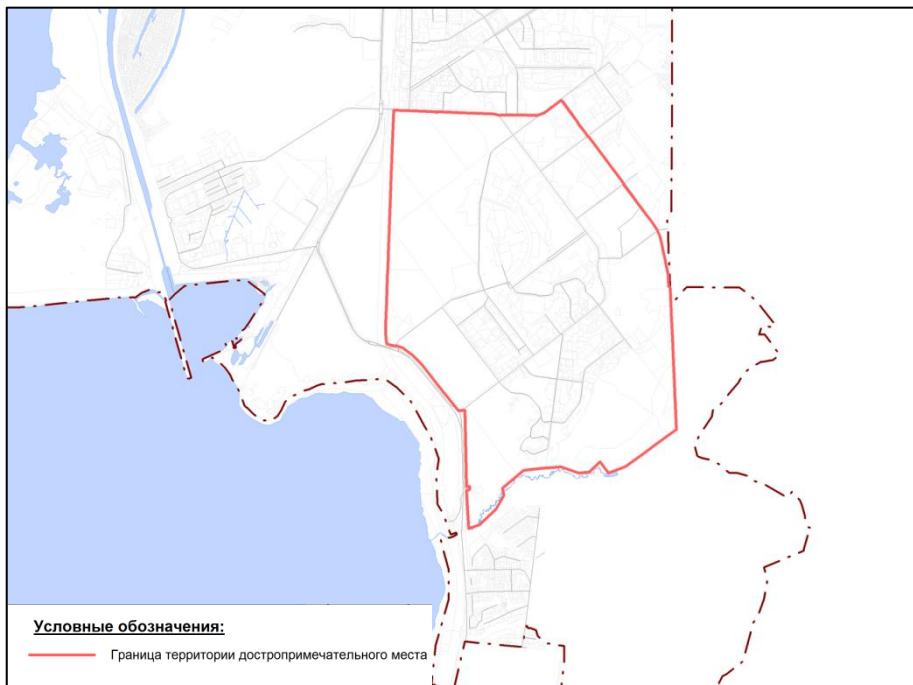 Условные обозначения:
Граница территории достропримечательного места